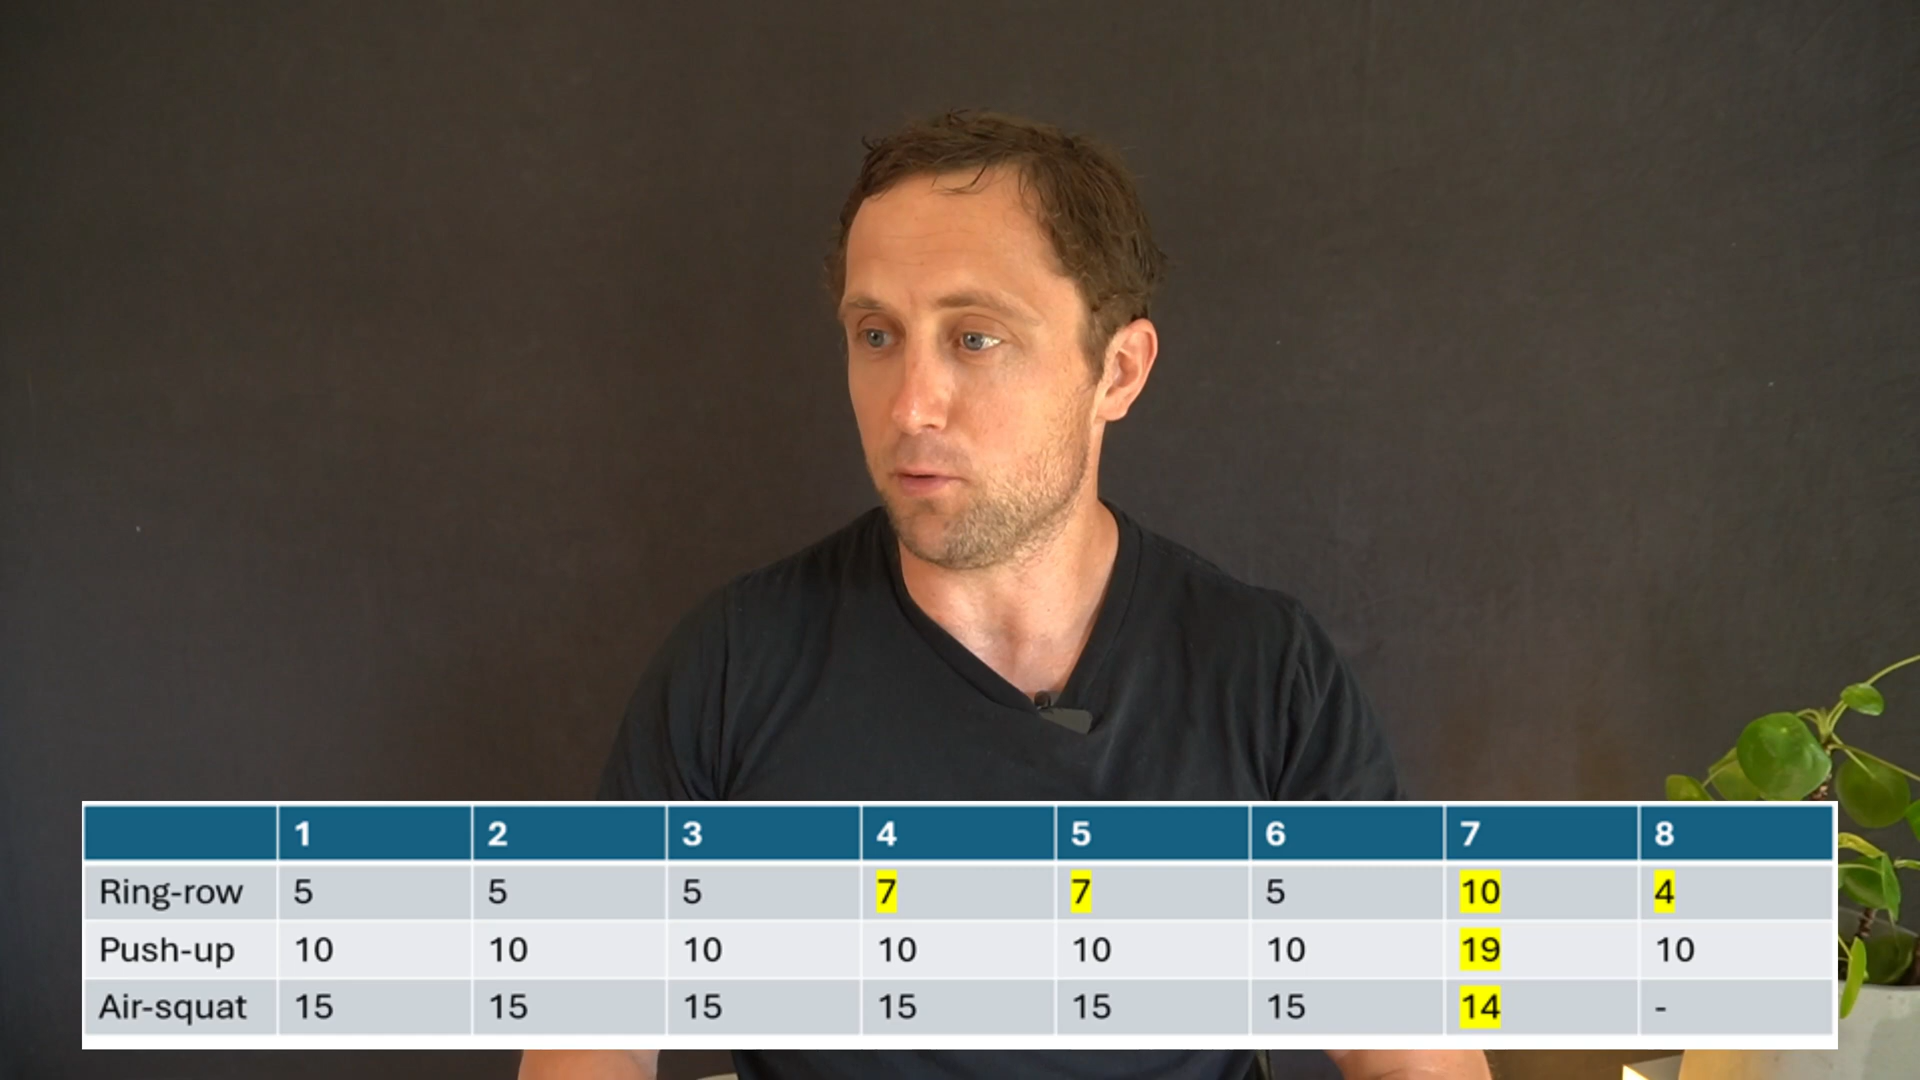 1 2 3 4 5 6 7 8
Ring-row 5 5 5 7 7 5 10 4
Push-up 10 10 10 10 10 10 19 10
Air-squat 15 15 15 15 15 15 14 -